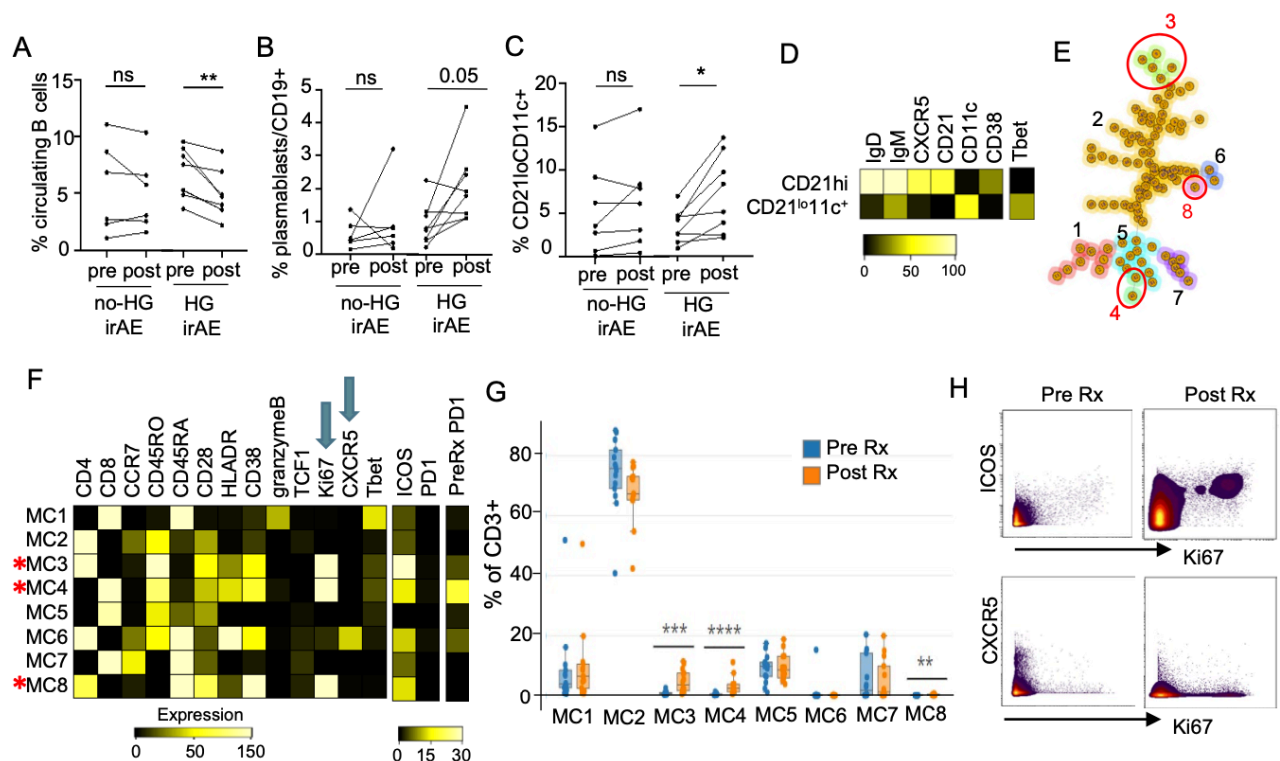 A
% circulating B cells
15
10
5
0
ns
**
pre post
pre post
no-HG
irAE
HG
irAE
B
% plasmablasts/CD19+
5
4
3
2
1
0
ns
0.05
pre post
pre post
no-HG
irAE
HG
irAE
C
% CD21loCD11c+
20
15
10
5
0
ns
*
pre post
pre post
no-HG
irAE
HG
irAE
D
IgD
IgM
CXCR5
CD21
CD11c
CD38
Tbet
CD21hi
CD21lo11c+
0 50 100
E
3
2
6
8
1
5
4
7
F
CD4
CD8
CCR7
CD45RO
CD45RA
CD28
HLADR
CD38
granzymeB
TCF1
Ki67
CXCR5
Tbet
ICOS
PD1
PreRx PD1
MC1
MC2
*MC3
*MC4
MC5
MC6
MC7
*MC8
Expression
0 50 100 150
0 15 30
G
% of CD3+
80
60
40
20
0
Pre Rx
Post Rx
***
****
**
MC1 MC2 MC3 MC4 MC5 MC6 MC7 MC8
H
Pre Rx
Post Rx
ICOS
Ki67
CXCR5
Ki67